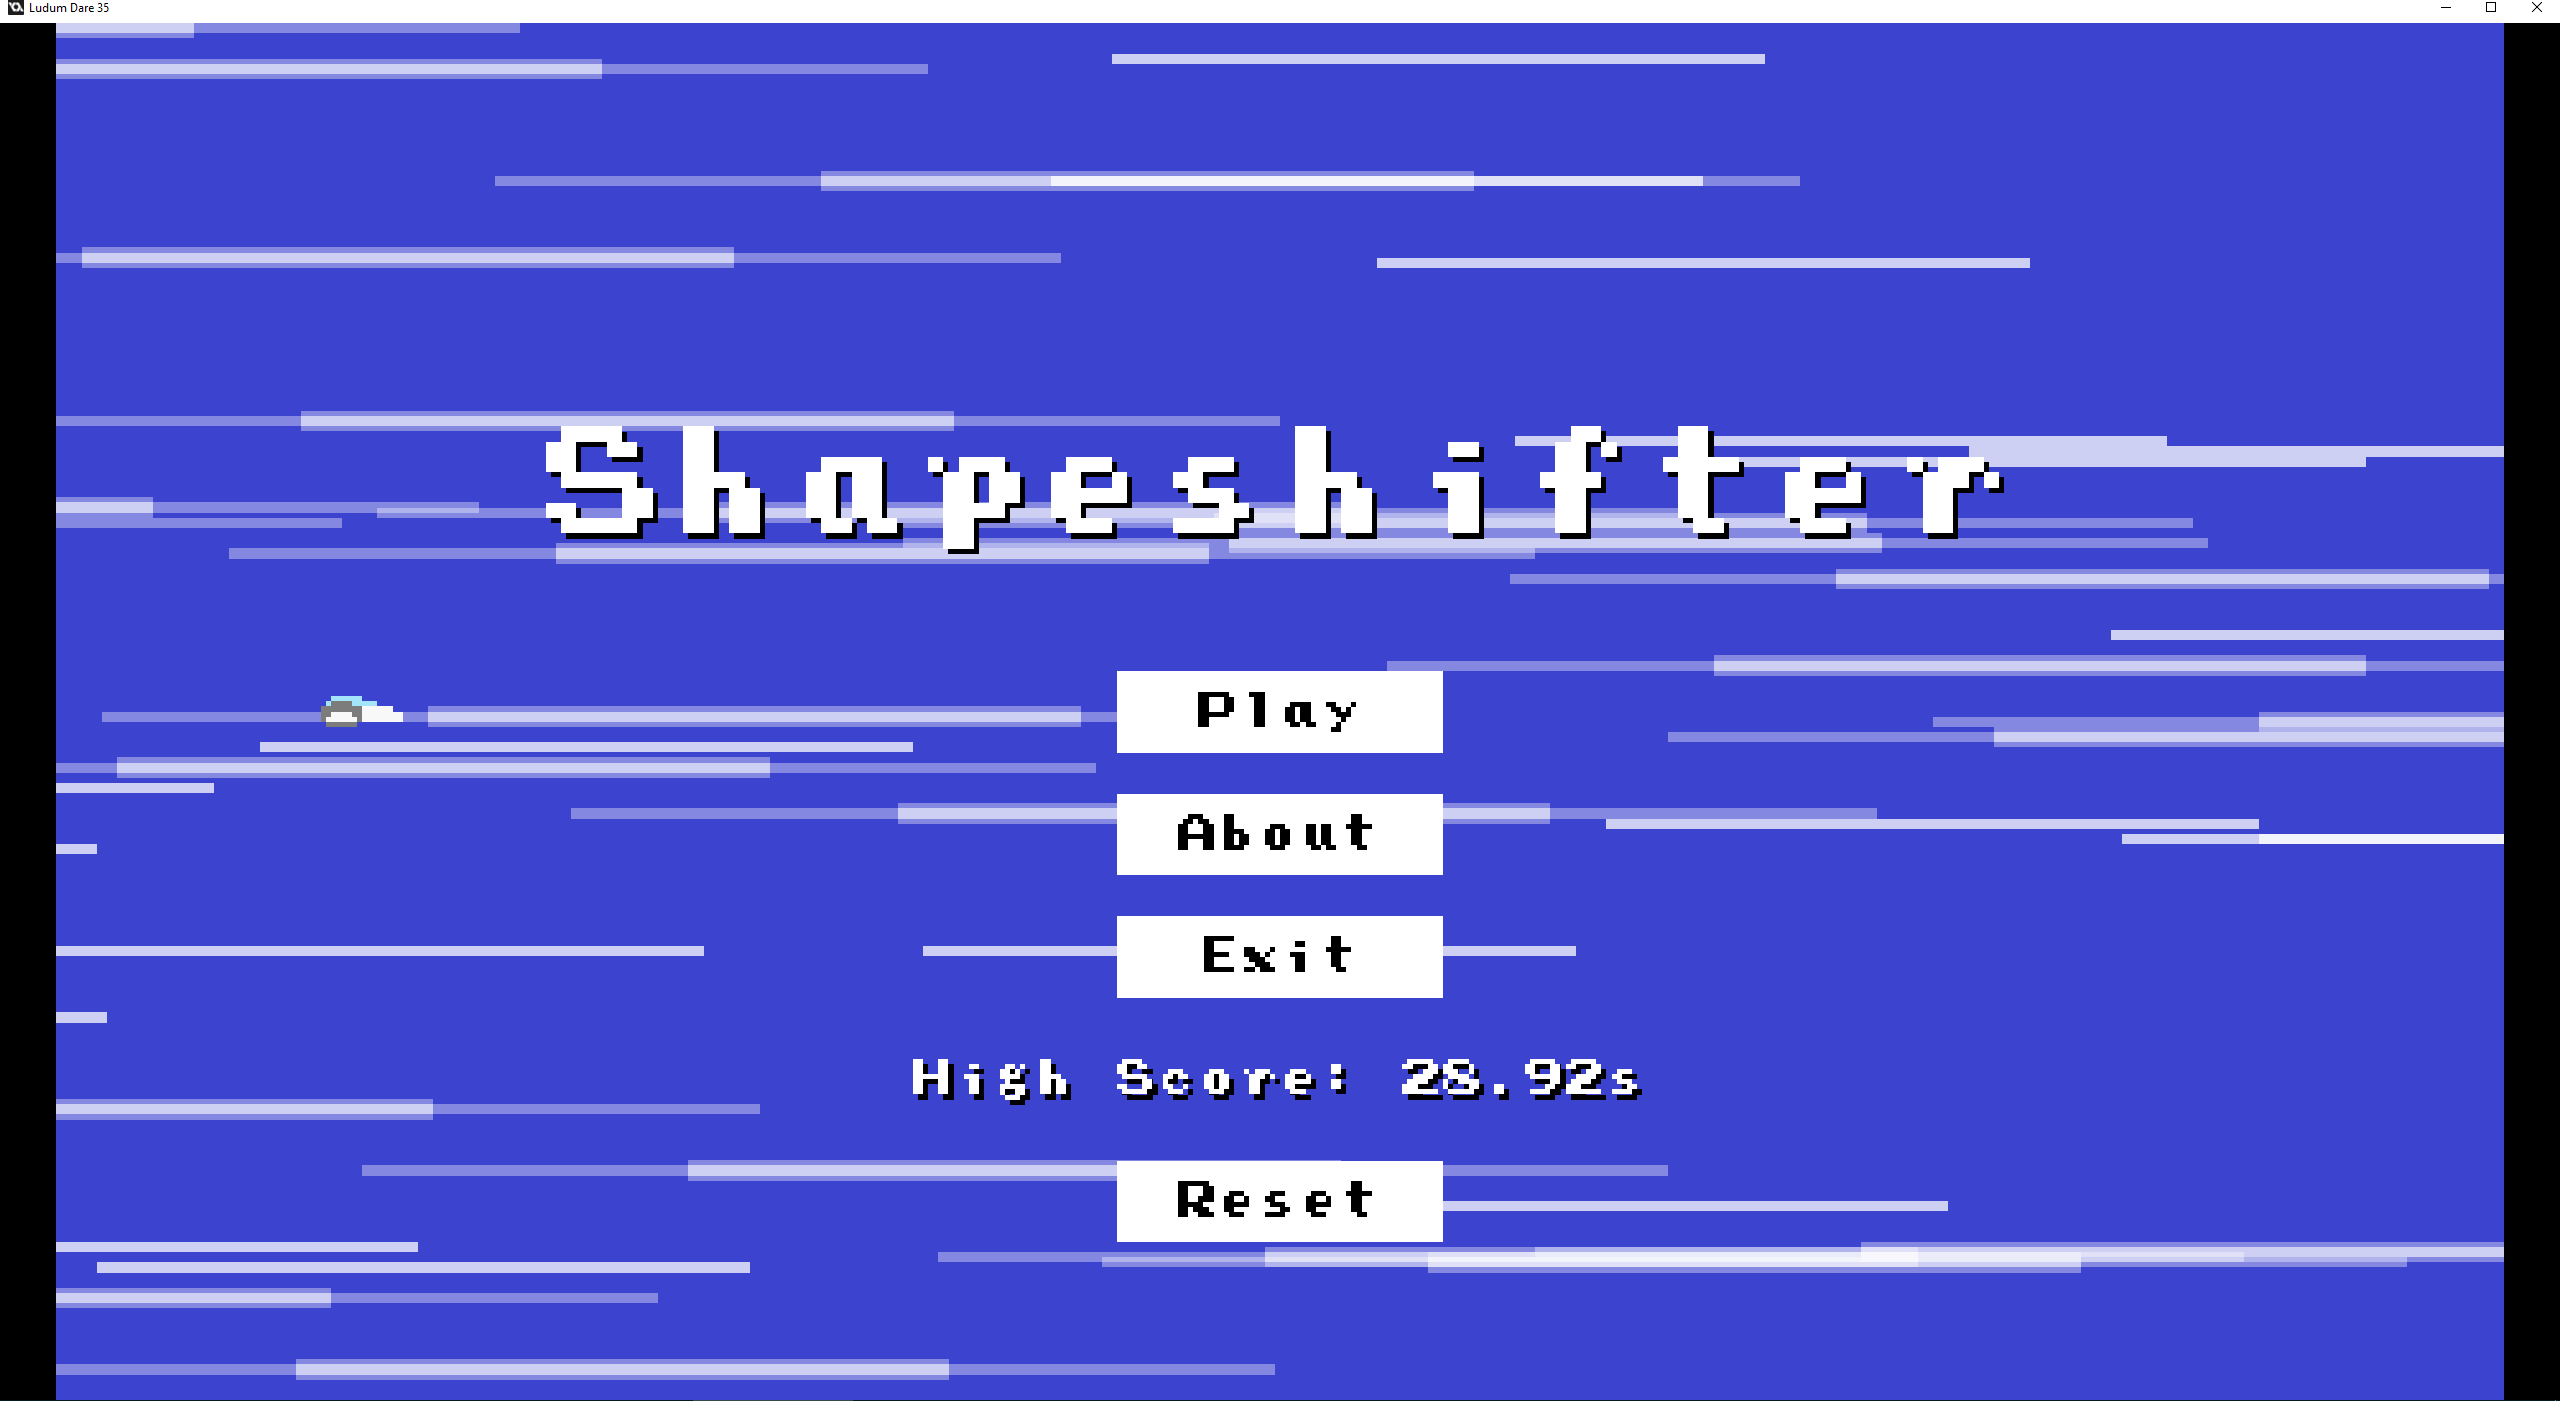 Ludum Dare 35
Shapeshifter
Play
About
Exit
High Score: 28.92s
Reset